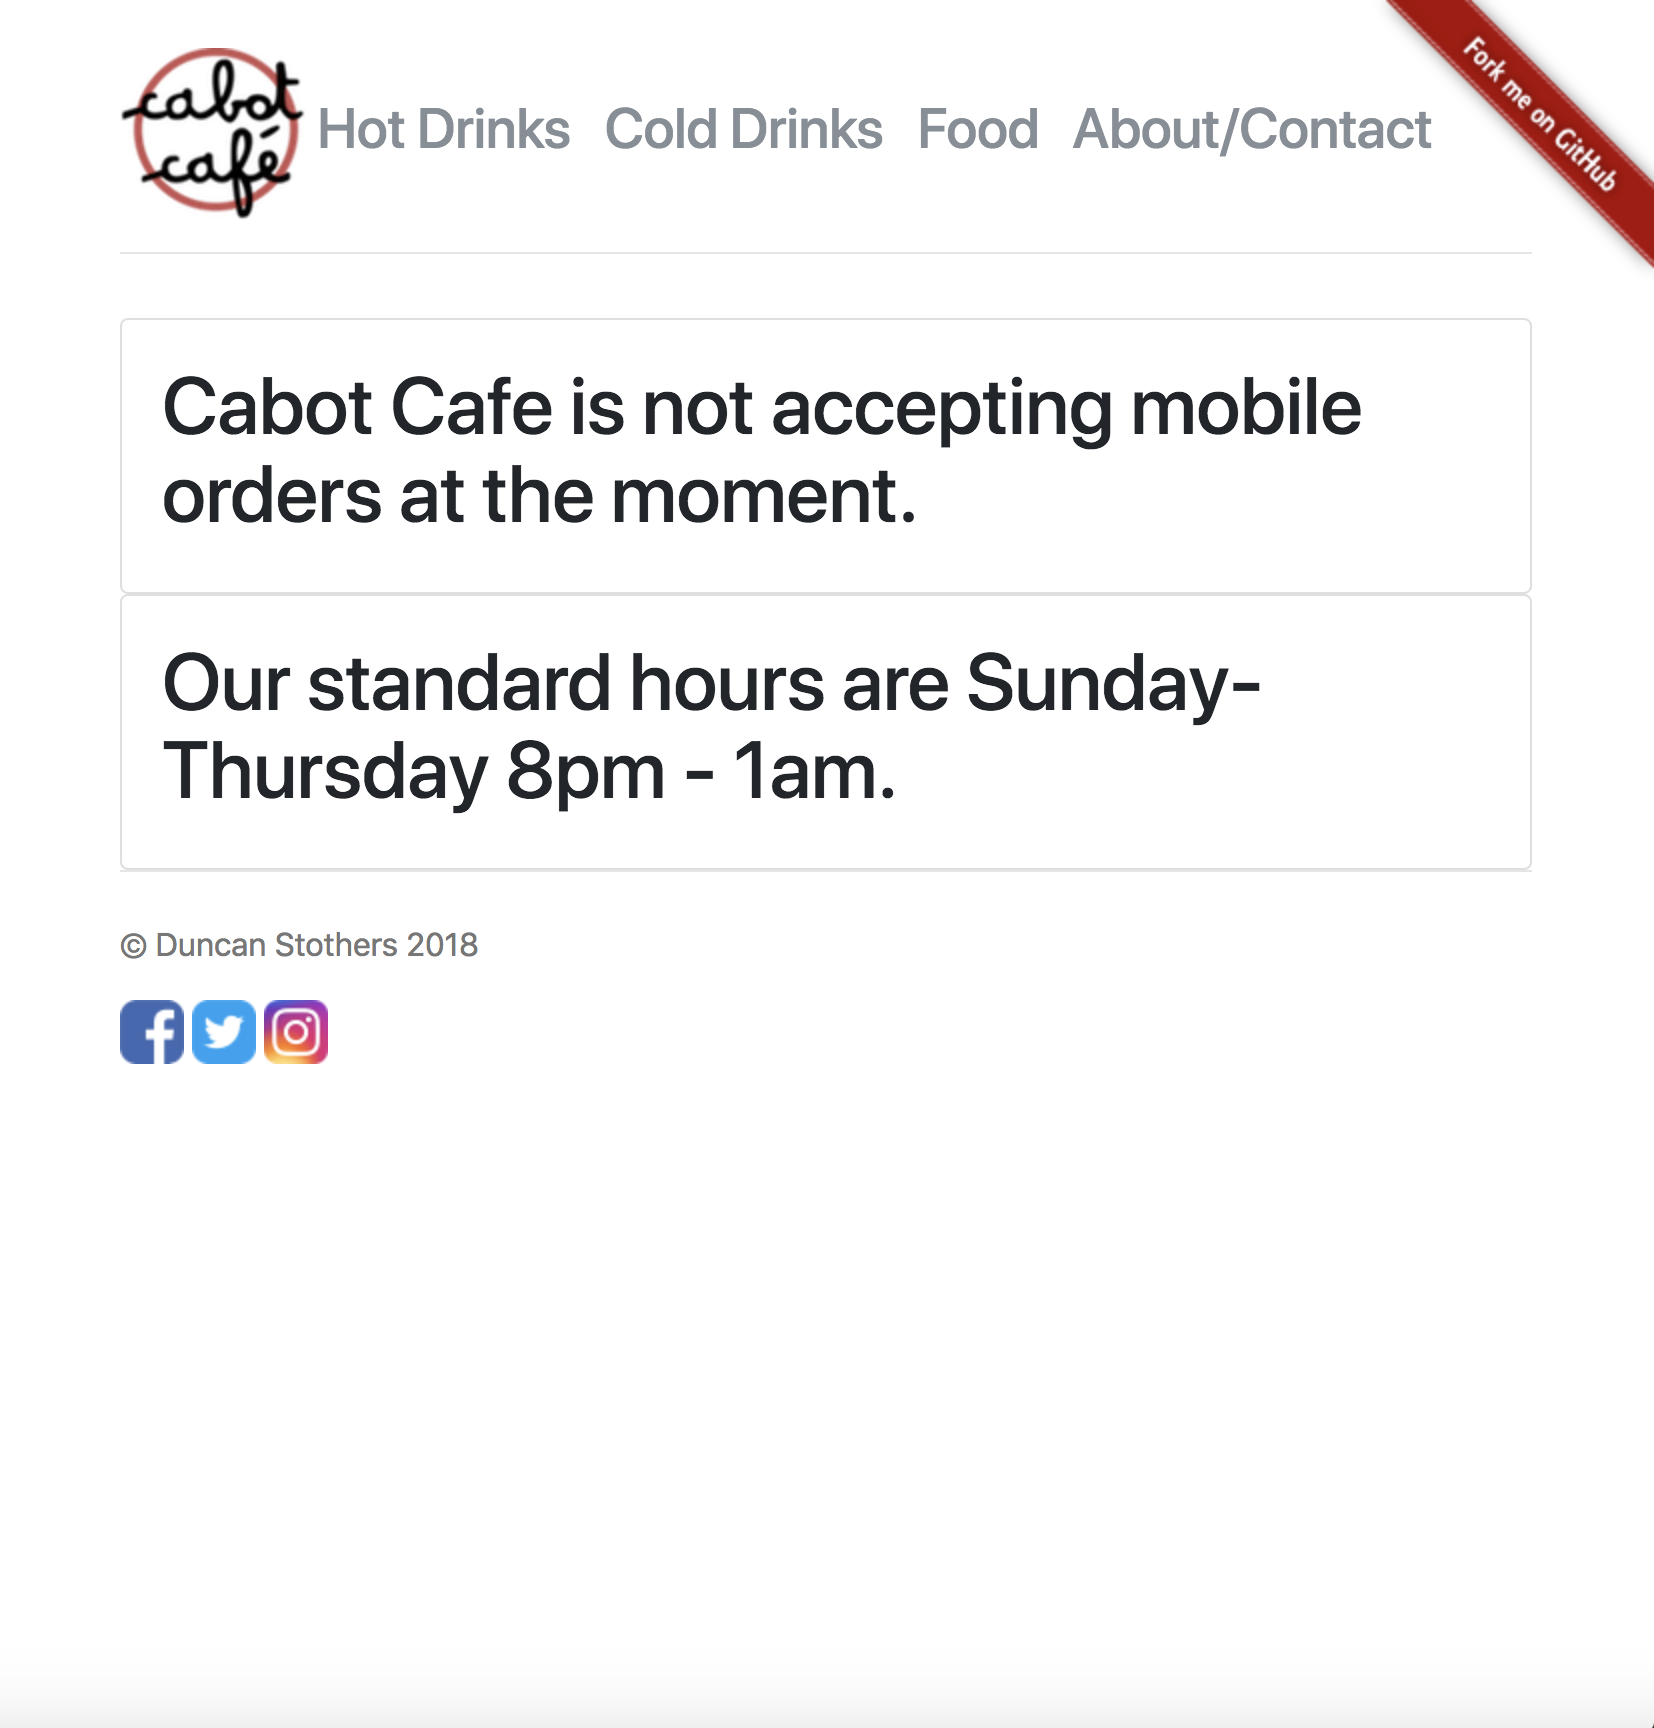 cabot
café
Hot Drinks Cold Drinks Food About/Contact
Fork me on GitHub
Cabot Cafe is not accepting mobile
orders at the moment.
Our standard hours are Sunday-
Thursday 8pm - 1am.
© Duncan Stothers 2018